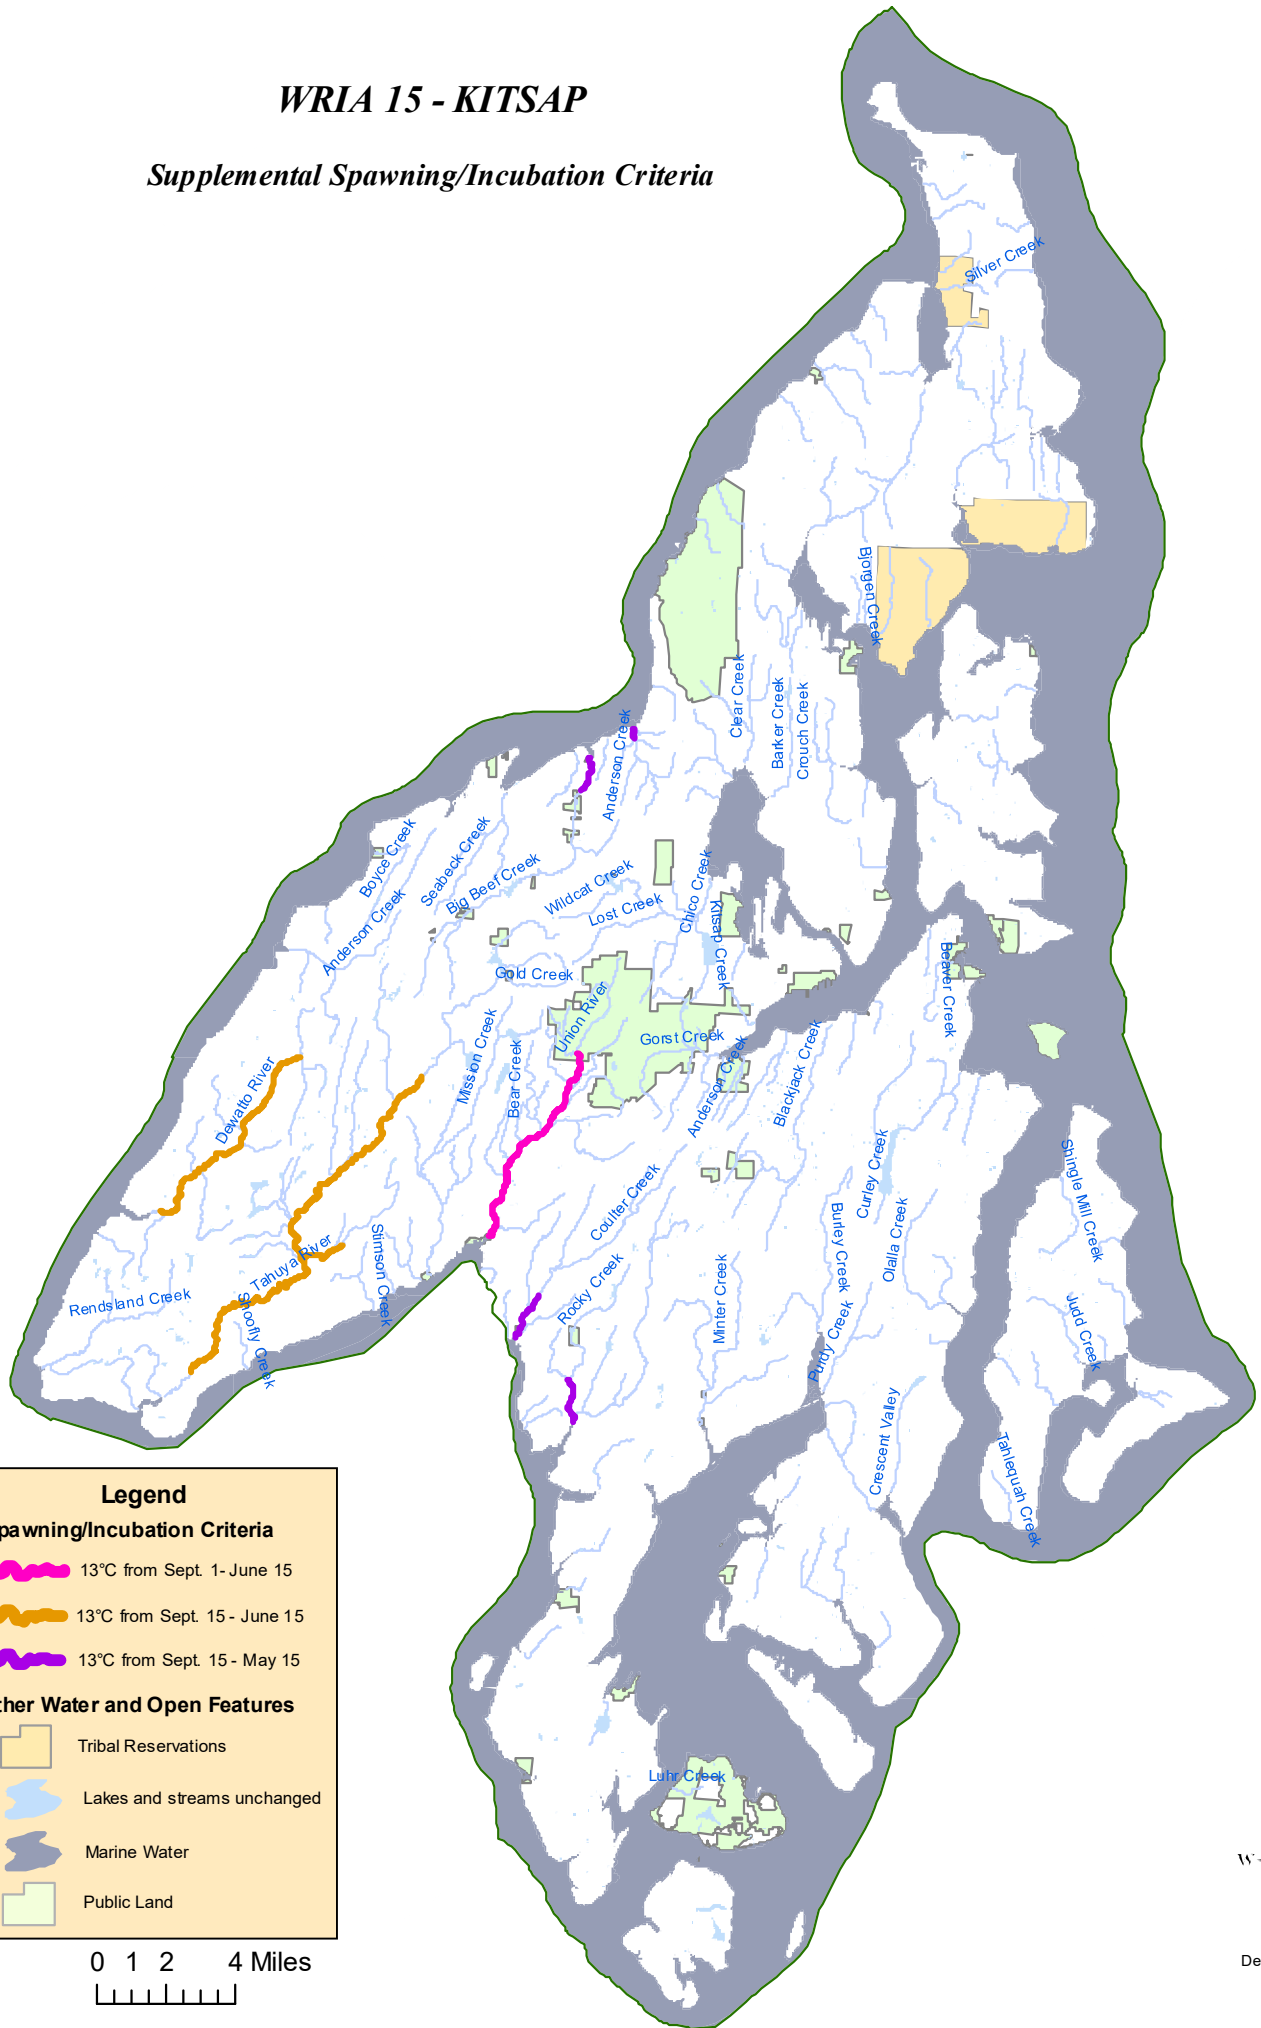 WRIA 15 - KITSAP
Supplemental Spawning/Incubation Criteria
Silver Creek
Bjorgen Creek
Clear Creek
Barker Creek
Crouch Creek
Anderson Creek
Boyce Creek
Seabeck Creek
Big Beef Creek
Anderson Creek
Wildcat Creek
Lost Creek
Chico Creek
Kitsap Creek
Gold Creek
Union River
Gorst Creek
Beaver Creek
Mission Creek
Bear Creek
Anderson Creek
Blackjack Creek
Dewatto River
Coulter Creek
Curley Creek
Shingle Mill Creek
Burley Creek
Olalla Creek
Stimson Creek
Tahuya River
Rendsland Creek
Shoofly Creek
Rocky Creek
Minter Creek
Purdy Creek
Judd Creek
Crescent Valley
Tahlequah Creek
Luhr Creek
Legend
pawning/Incubation Criteria
13°C from Sept. 1- June 15
13°C from Sept. 15 - June 15
13°C from Sept. 15 - May 15
ther Water and Open Features
Tribal Reservations
Lakes and streams unchanged
Marine Water
Public Land
0 1 2 4 Miles
W
De